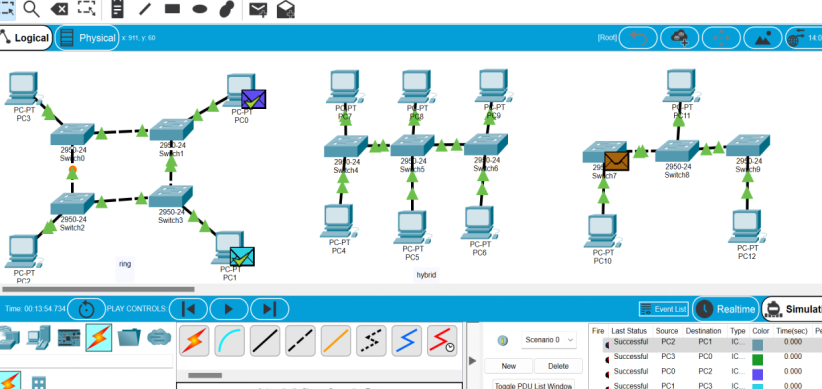 Logical
Physical
x: 911, y: 60
[Root]
14:0
PC-PT
PC3
PC-PT
PC0
PC-PT
PC7
PC-PT
PC8
PC-PT
PC9
PC-PT
PC11
2950-24
Switch0
2950-24
Switch1
2950-24
Switch4
2950-24
Switch5
2950-24
Switch6
Switch7
2950-24
Switch8
2950-24
Switch9
2950-24
Switch2
2950-24
Switch3
PC-PT
PC2
PC-PT
PC1
PC-PT
PC4
PC-PT
PC5
PC-PT
PC6
PC-PT
PC10
PC-PT
PC12
ring
hybrid
Time: 00:13:54.734
PLAY CONTROLS:
Event List
Realtime
Simulati
Scenario 0
New
Delete
Toggle PDU List Window
Fire Last Status Source Destination Type Color Time(sec) Pe
Successful PC2 PC1 IC... 0.000
Successful PC3 PC0 IC... 0.000
Successful PC0 PC2 IC... 0.000
Successful PC1 PC3 IC... 0.000